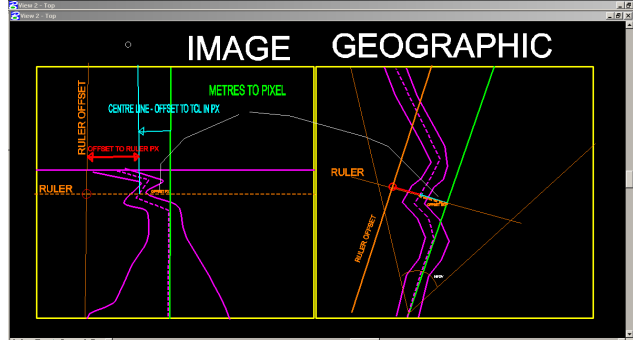 View 2 - Top
View 2 - Top
IMAGE
GEOGRAPHIC
RULER OFFSET
METRES TO PIXEL
CENTRE LINE - OFFSET TO TCL IN PX
OFFSET TO RULER PX
RULER
RULER
RULER OFFSET